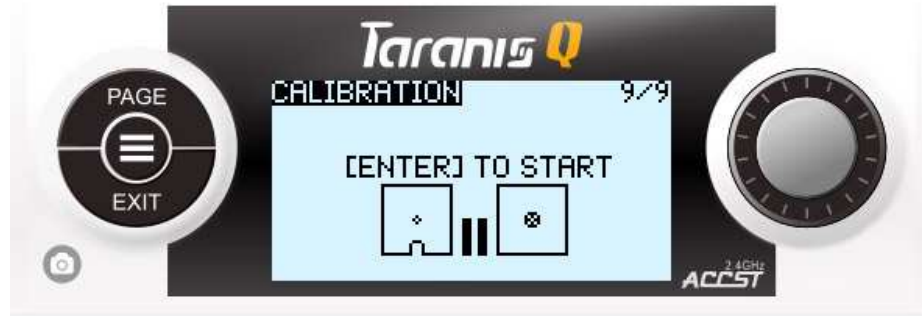 Taranis Q
PAGE
EXIT
CALIBRATION 9/9
[ENTER] TO START
2.4GHz
ACCST